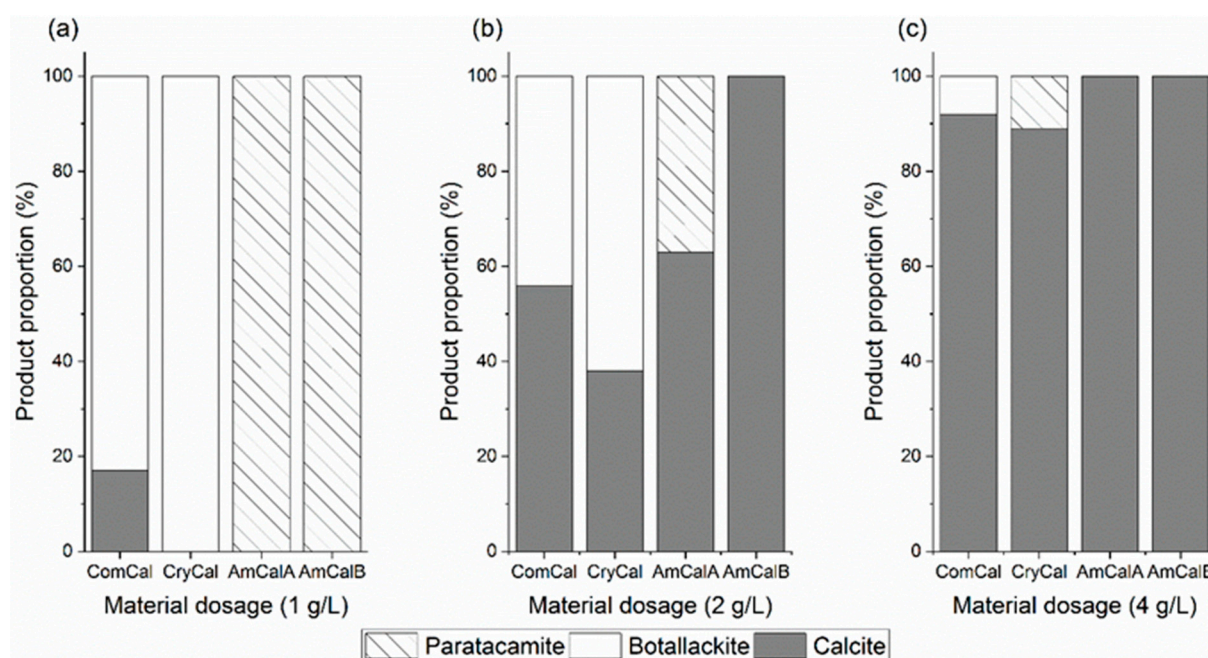 (a)
Product proportion (%)
100
80
60
40
20
0
ComCal CryCal AmCalA AmCalB
Material dosage (1 g/L)
(b)
Product proportion (%)
100
80
60
40
20
0
ComCal CryCal AmCalA AmCalB
Material dosage (2 g/L)
(c)
Product proportion (%)
100
80
60
40
20
0
ComCal CryCal AmCalA AmCalB
Material dosage (4 g/L)
Paratacamite Botallackite Calcite